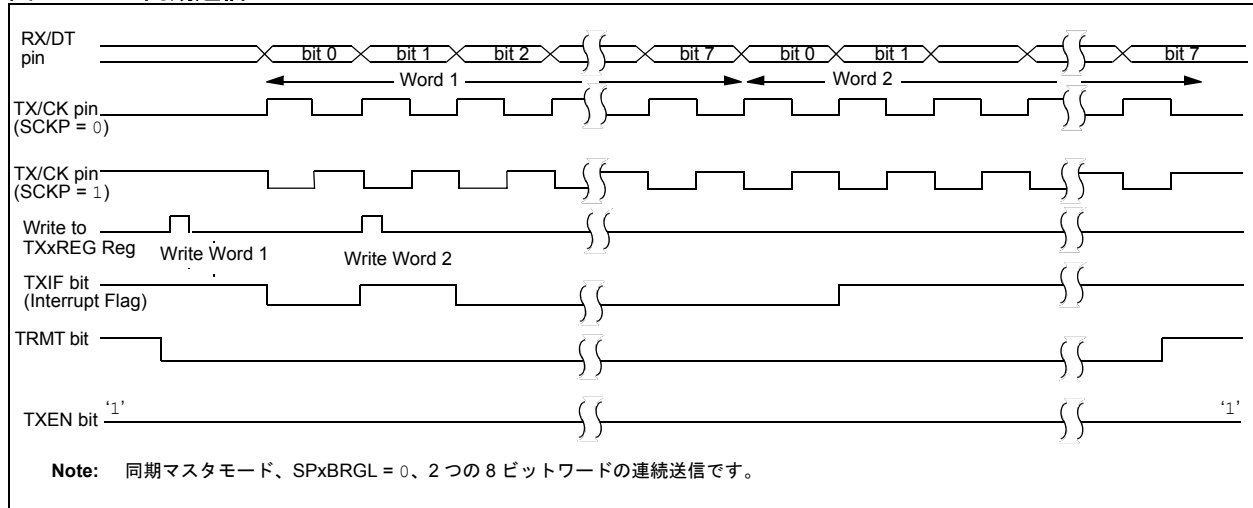 RX/DT
pin
bit 0 bit 1 bit 2 bit 7 bit 0 bit 1 bit 7
Word 1 Word 2
TX/CK pin
(SCKP = 0)
TX/CK pin
(SCKP = 1)
Write to
TXxREG Reg
Write Word 1 Write Word 2
TXIF bit
(Interrupt Flag)
TRMT bit
TXEN bit '1' '1'
Note: 同期マスタモード、SPxBRGL = 0、2 つの 8 ビットワードの連続送信です。